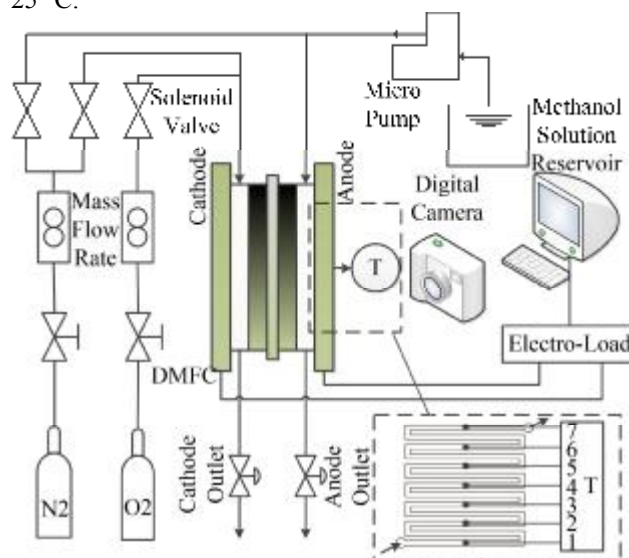 25 °C.
Solenoid
Valve
Micro
Pump
Methanol
Solution
Reservoir
Cathode
Anode
Mass
Flow
Rate
Digital
Camera
T
Electro-Load
DMFC
Cathode
Outlet
Anode
Outlet
N2
O2
7
6
5
4
3
2
1
T